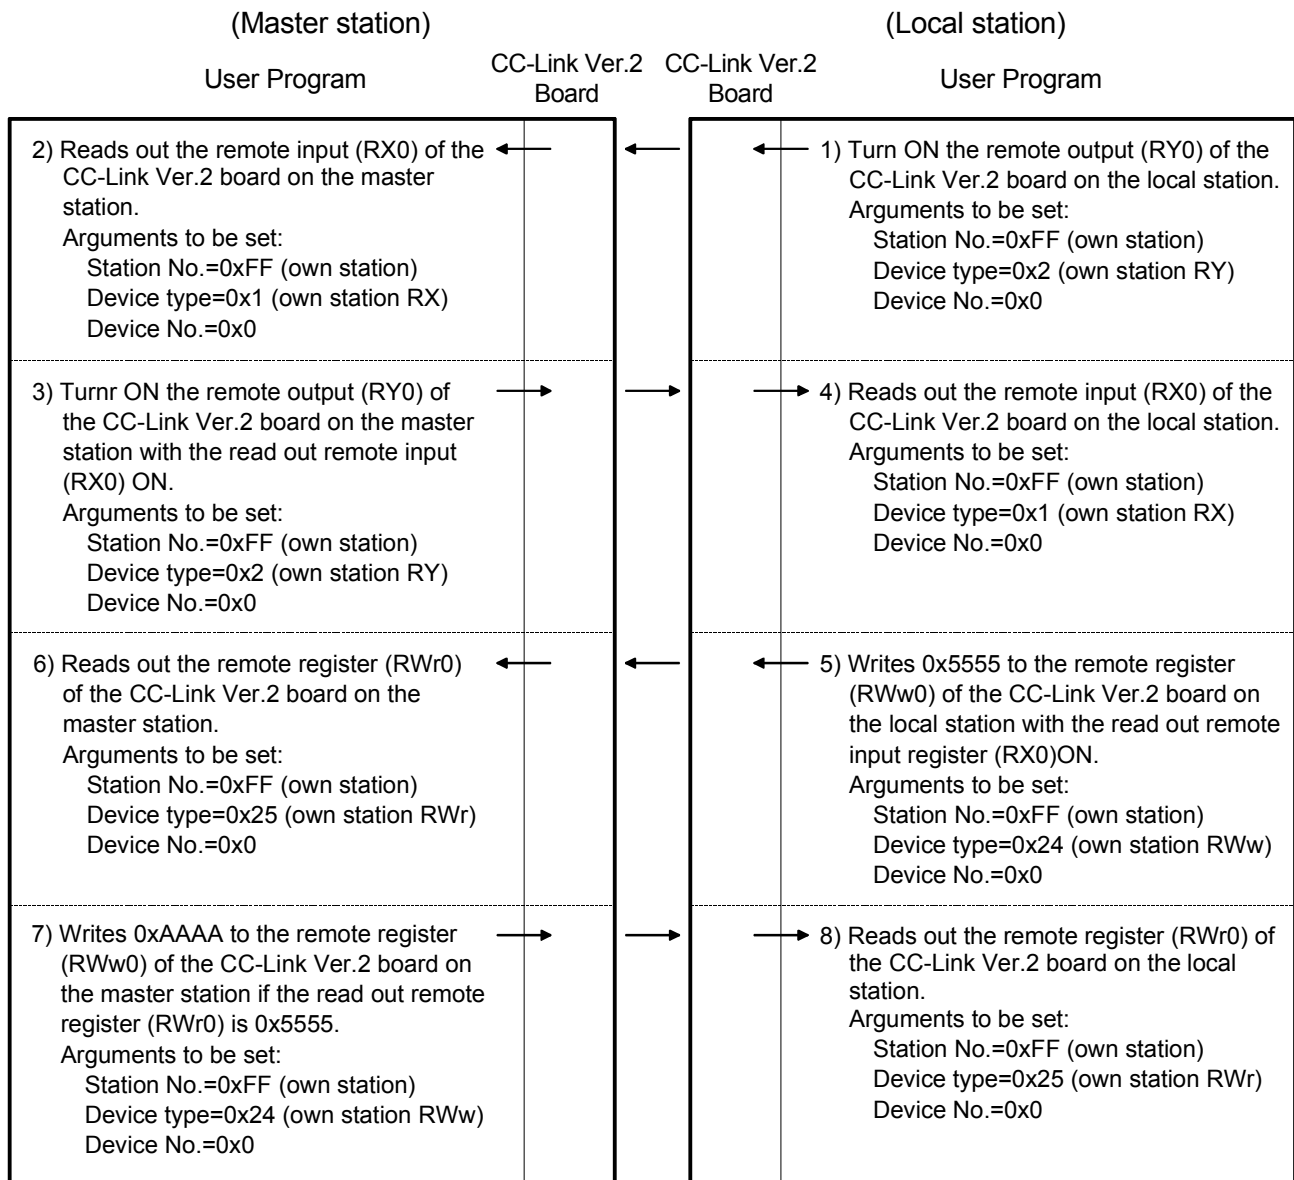 (Master station)
(Local station)
User Program
CC-Link Ver.2
Board
CC-Link Ver.2
Board
User Program
2) Reads out the remote input (RX0) of the
CC-Link Ver.2 board on the master
station.
Arguments to be set:
Station No.=0xFF (own station)
Device type=0x1 (own station RX)
Device No.=0x0
1) Turn ON the remote output (RY0) of the
CC-Link Ver.2 board on the local station.
Arguments to be set:
Station No.=0xFF (own station)
Device type=0x2 (own station RY)
Device No.=0x0
3) Turnr ON the remote output (RY0) of
the CC-Link Ver.2 board on the master
station with the read out remote input
(RX0) ON.
Arguments to be set:
Station No.=0xFF (own station)
Device type=0x2 (own station RY)
Device No.=0x0
4) Reads out the remote input (RX0) of the
CC-Link Ver.2 board on the local station.
Arguments to be set:
Station No.=0xFF (own station)
Device type=0x1 (own station RX)
Device No.=0x0
6) Reads out the remote register (RWr0)
of the CC-Link Ver.2 board on the
master station.
Arguments to be set:
Station No.=0xFF (own station)
Device type=0x25 (own station RWr)
Device No.=0x0
5) Writes 0x5555 to the remote register
(RWw0) of the CC-Link Ver.2 board on
the local station with the read out remote
input register (RX0)ON.
Arguments to be set:
Station No.=0xFF (own station)
Device type=0x24 (own station RWw)
Device No.=0x0
7) Writes 0xAAAA to the remote register
(RWw0) of the CC-Link Ver.2 board on
the master station if the read out remote
register (RWr0) is 0x5555.
Arguments to be set:
Station No.=0xFF (own station)
Device type=0x24 (own station RWw)
Device No.=0x0
8) Reads out the remote register (RWr0) of
the CC-Link Ver.2 board on the local
station.
Arguments to be set:
Station No.=0xFF (own station)
Device type=0x25 (own station RWr)
Device No.=0x0